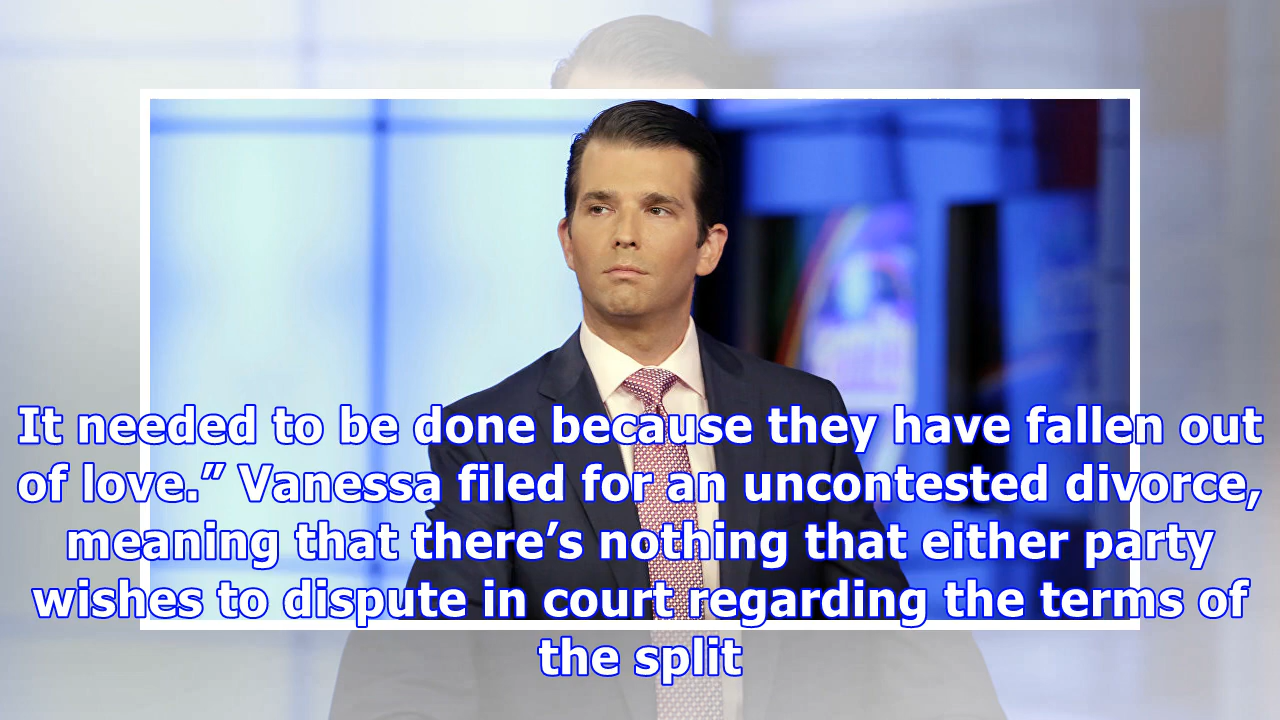 It needed to be done because they have fallen out
of love.” Vanessa filed for an uncontested divorce,
meaning that there’s nothing that either party
wishes to dispute in court regarding the terms of
the split